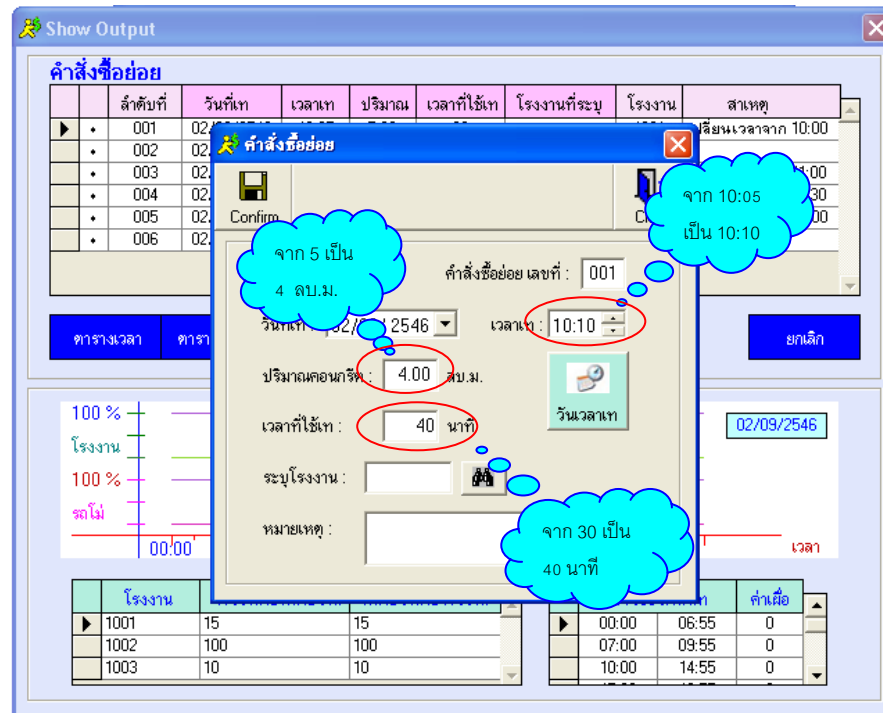 Show Output
คำสั่งซื้อย่อย
ลำดับที่ วันที่เท เวลาเท ปริมาณ เวลาที่ใช้เท โรงงานที่ระบุ โรงงาน สาเหตุ
001 10:00
002
003
004
005
006
คำสั่งซื้อย่อย
Confirm
จาก 10:05
เป็น 10:10
จาก 5 เป็น
4 ลบ.ม.
คำสั่งซื้อย่อย เลขที่ : 001
2546 เวลาเท : 10:10
ปริมาณคอนกรีต : 4.00 ลบ.ม.
วันเวลาเท
เวลาที่ใช้เท : 40 นาที
ระบุโรงงาน :
หมายเหตุ :
จาก 30 เป็น
40 นาที
ตารางเวลา ยกเลิก
100 %
โรงงาน
100 %
รถโม่
02/09/2546
00:00 เวลา
โรงงาน
1001 15 15
1002 100 100
1003 10 10
ค่าเผื่อ
00:00 06:55 0
07:00 09:55 0
10:00 14:55 0